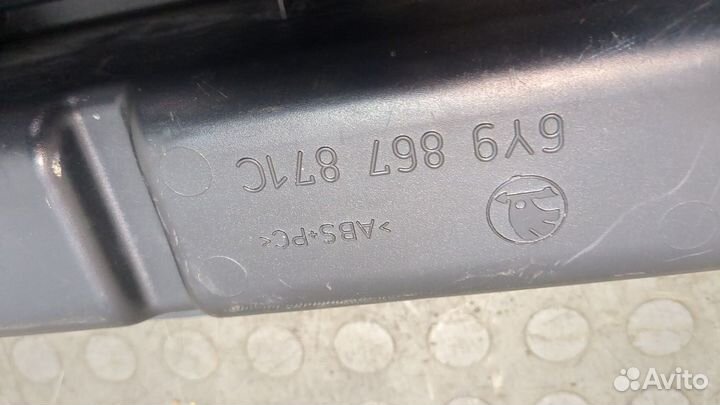 6Y9 867 871C
>ABS+PC<
Avito